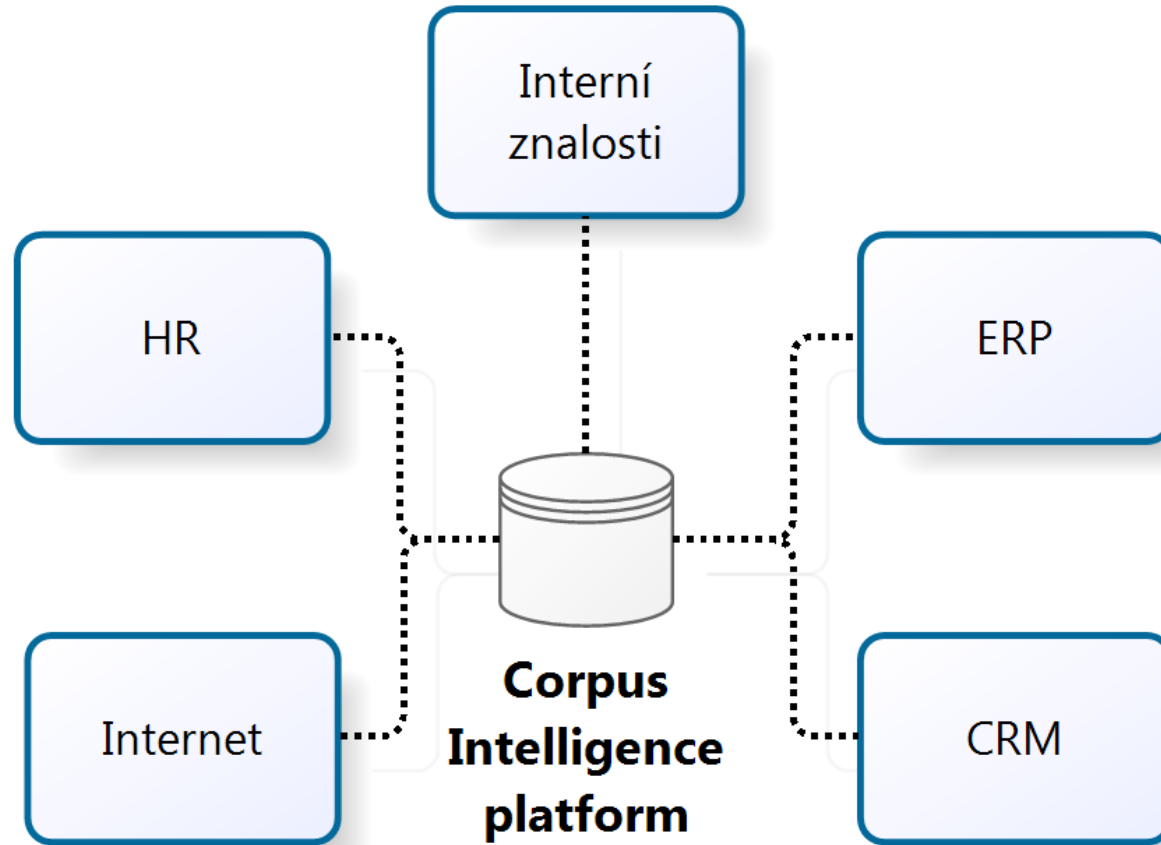 Interní
znalosti
HR
ERP
Internet
CRM
Corpus
Intelligence
platform